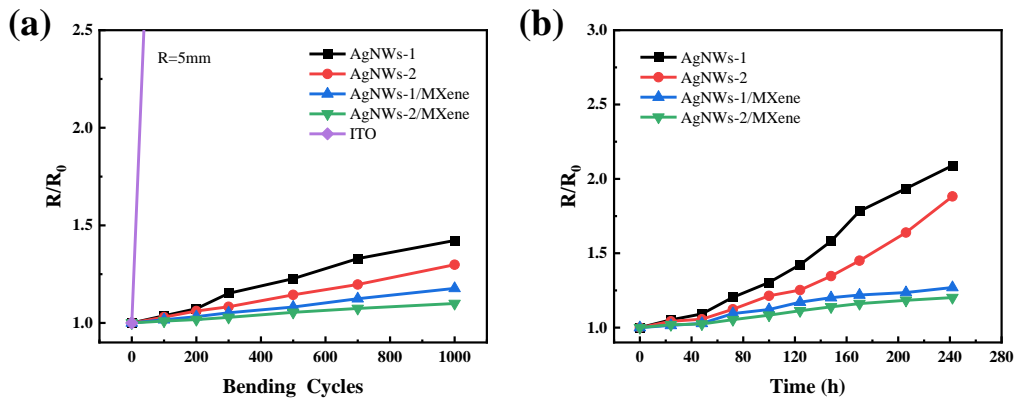 (a)
R/R0
2.5
2.0
1.5
1.0
0
200
400
600
800
1000
Bending Cycles
R=5mm
AgNWs-1
AgNWs-2
AgNWs-1/MXene
AgNWs-2/MXene
ITO
(b)
R/R0
3.0
2.5
2.0
1.5
1.0
0
40
80
120
160
200
240
280
Time (h)
AgNWs-1
AgNWs-2
AgNWs-1/MXene
AgNWs-2/MXene